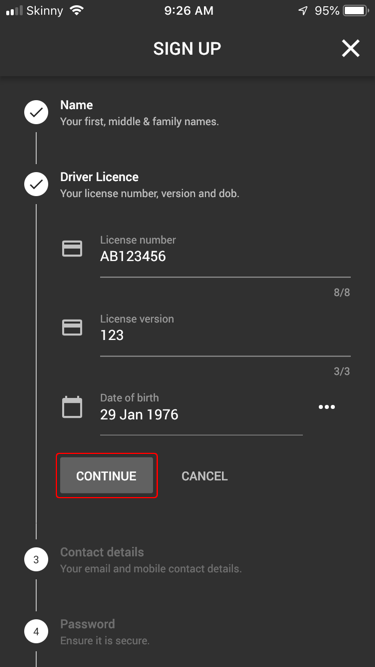 Skinny 9:26 AM 95%
SIGN UP
Name
Your first, middle & family names.
Driver Licence
Your license number, version and dob.
License number
AB123456
8/8
License version
123
3/3
Date of birth
29 Jan 1976
CONTINUE CANCEL
3 Contact details
Your email and mobile contact details.
4 Password
Ensure it is secure.